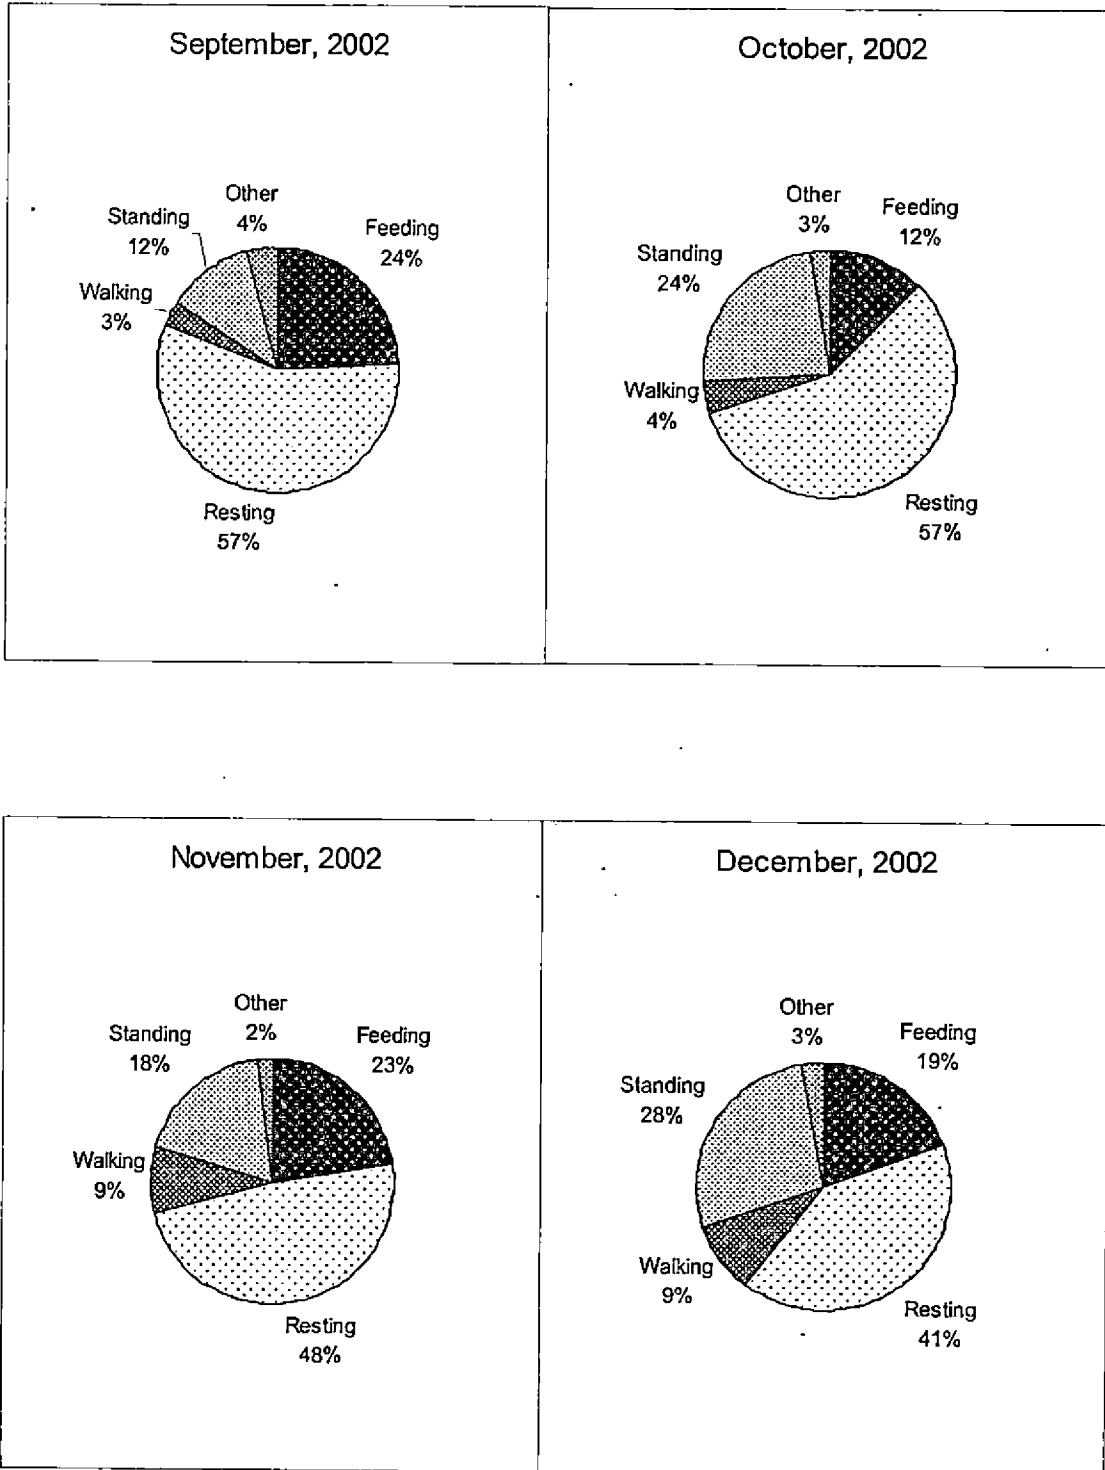 September, 2002
Other
4%
Feeding
24%
Standing
12%
Walking
3%
Resting
57%
October, 2002
Other
3%
Feeding
12%
Standing
24%
Walking
4%
Resting
57%
November, 2002
Other
2%
Feeding
23%
Standing
18%
Walking
9%
Resting
48%
December, 2002
Other
3%
Feeding
19%
Standing
28%
Walking
9%
Resting
41%